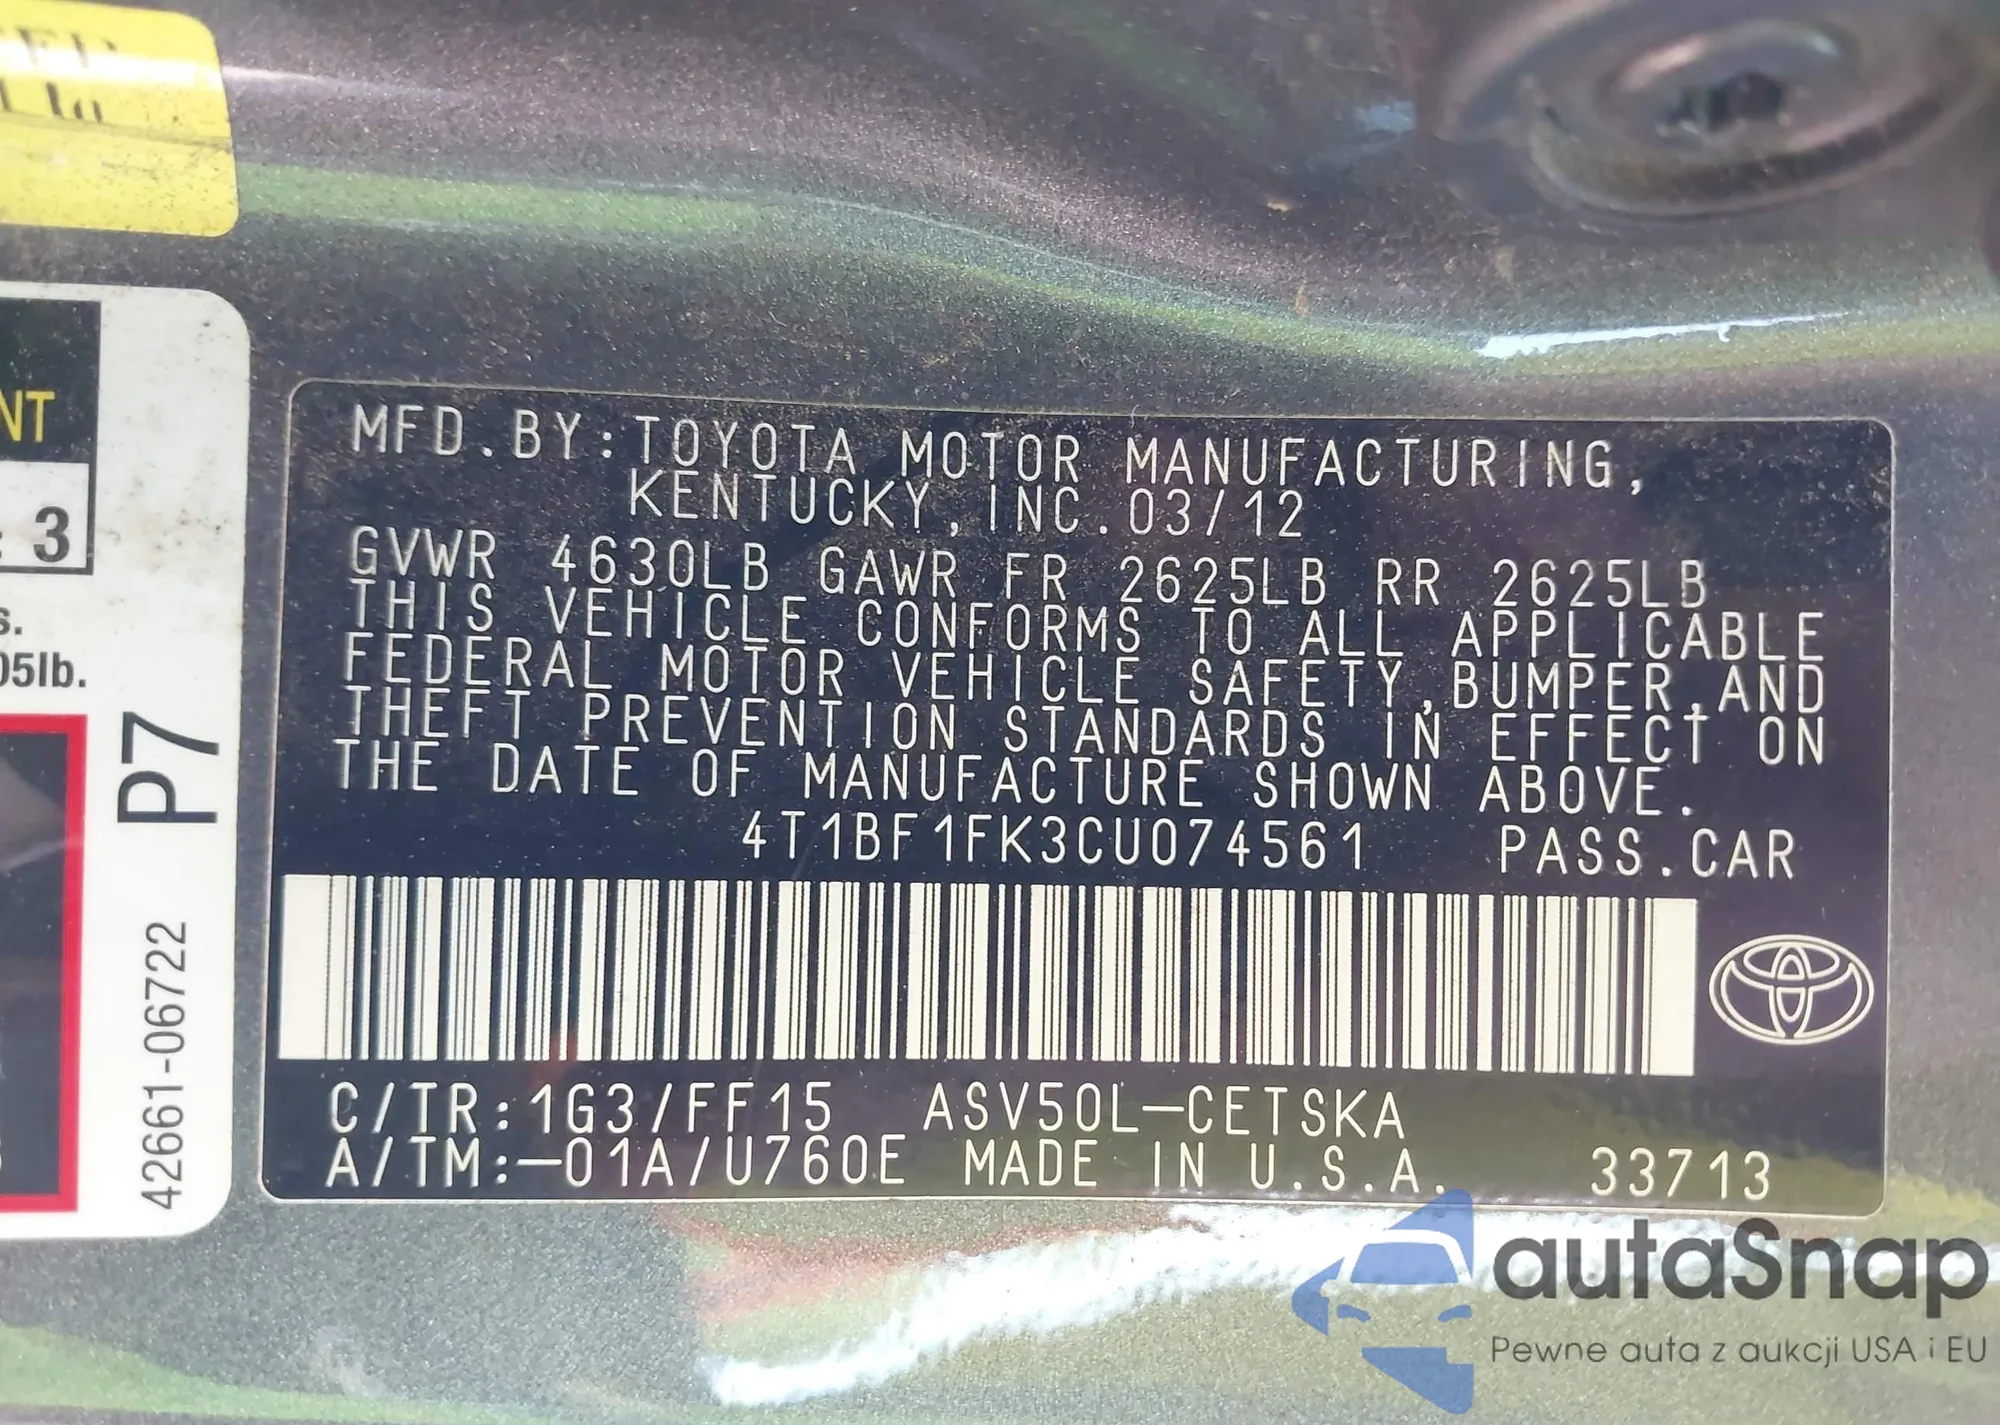 NT
: 3
s.
05lb.
P7
42661-06722
MFD.BY:TOYOTA MOTOR MANUFACTURING,
KENTUCKY,INC.03/12
GVWR 4630LB GAWR FR 2625LB RR 2625LB
THIS VEHICLE CONFORMS TO ALL APPLICABLE
FEDERAL MOTOR VEHICLE SAFETY,BUMPER,AND
THEFT PREVENTION STANDARDS IN EFFECT ON
THE DATE OF MANUFACTURE SHOWN ABOVE.
4T1BF1FK3CU074561 PASS.CAR
C/TR:1G3/FF15 ASV50L-CETSKA
A/TM:-01A/U760E MADE IN U.S.A. 33713
autaSnap
Pewne auta z aukcji USA i EU